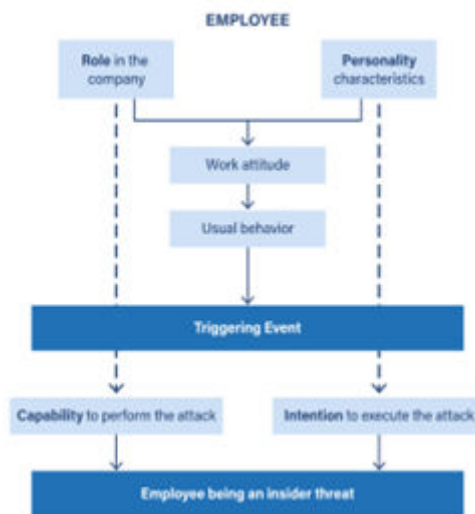 EMPLOYEE
Role in the
company
Personality
characteristics
Work attitude
Usual behavior
Triggering Event
Capability to perform the attack
Intention to execute the attack
Employee being an insider threat